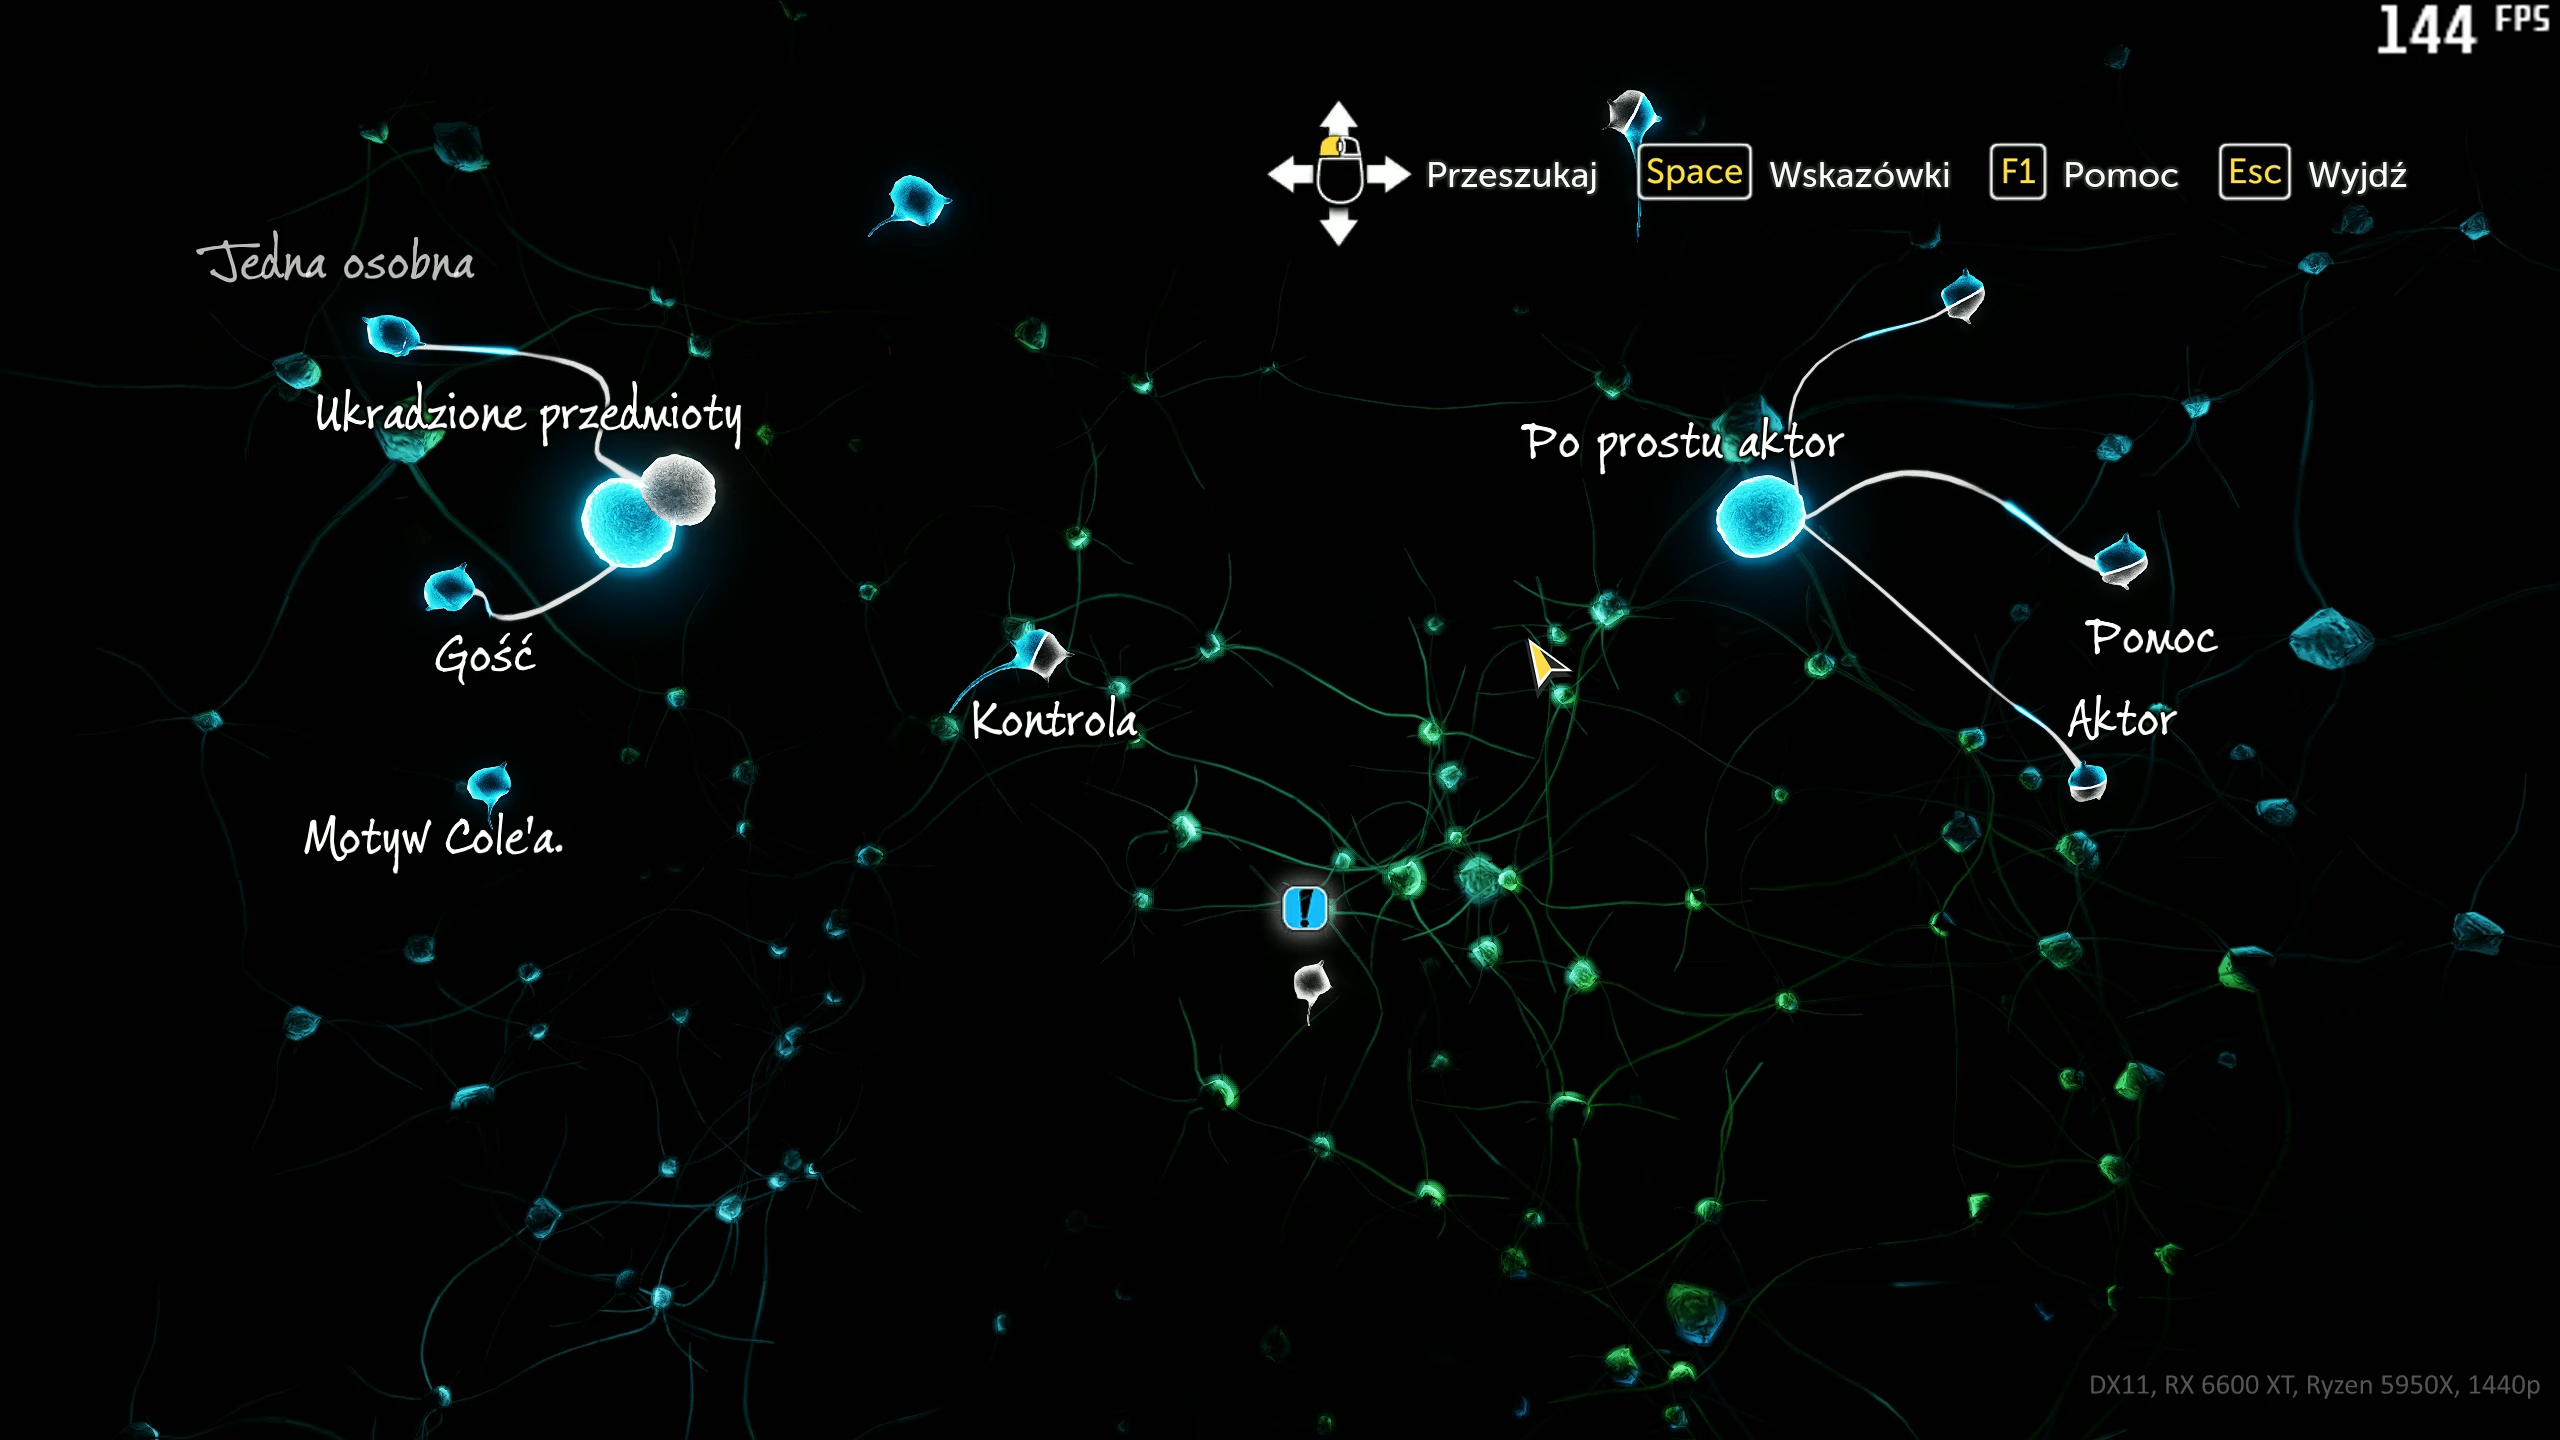 144 FPS
Przeszukaj
Space Wskazówki
F1 Pomoc
Esc Wyjdź
Jedna osobna
Ukradzione przedmioty
Po prostu aktor
Gość
Pomoc
Kontrola
Aktor
Motyw Cole'a.
!
DX11, RX 6600 XT, Ryzen 5950X, 1440p